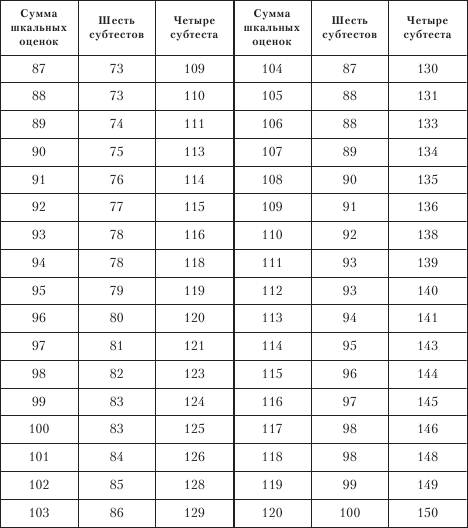 Сумма шкальных оценок Шесть субтестов Четыре субтеста Сумма шкальных оценок Шесть субтестов Четыре субтеста
87 73 109 104 87 130
88 73 110 105 88 131
89 74 111 106 88 133
90 75 113 107 89 134
91 76 114 108 90 135
92 77 115 109 91 136
93 78 116 110 92 138
94 78 118 111 93 139
95 79 119 112 93 140
96 80 120 113 94 141
97 81 121 114 95 143
98 82 123 115 96 144
99 83 124 116 97 145
100 83 125 117 98 146
101 84 126 118 98 148
102 85 128 119 99 149
103 86 129 120 100 150